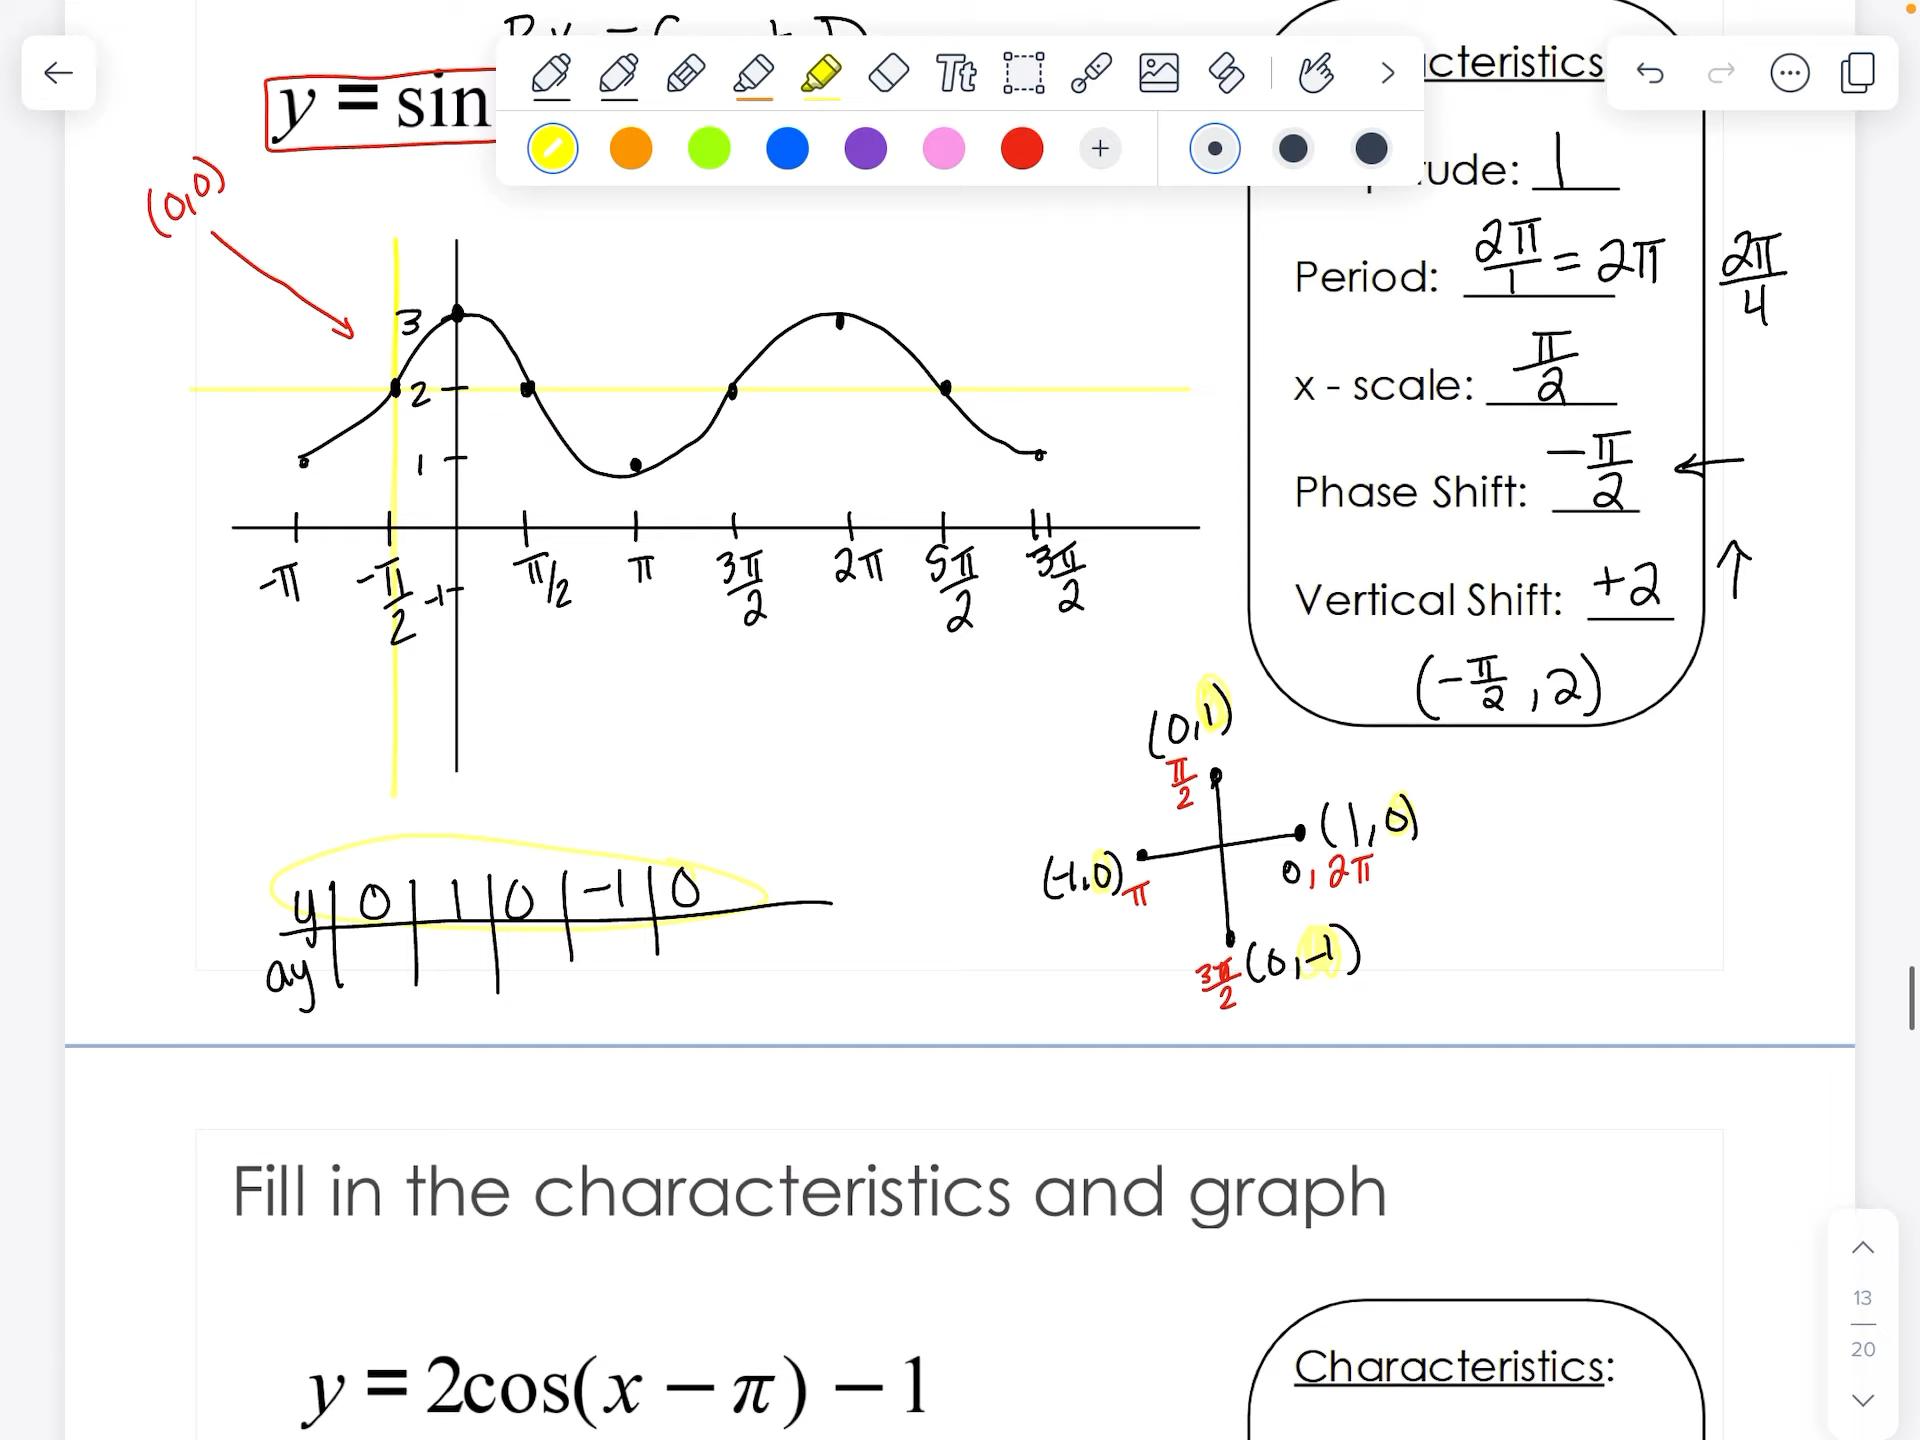 y = sin
Tt
cteristics
(0,0)
tude: 1
Period: 2π/1 = 2π
2π/4
x - scale: π/2
Phase Shift: -π/2
Vertical Shift: +2
(-π/2, 2)
3
2
1
-1
-π -π/2 π/2 π 3π/2 2π 5π/2 3π/2
(0,1)
π/2
(1,0)
0, 2π
(-1,0) π
3π/2 (0,-1)
y 0 1 0 -1 0
ay
Fill in the characteristics and graph
y = 2cos(x − π) − 1
Characteristics:
13
20